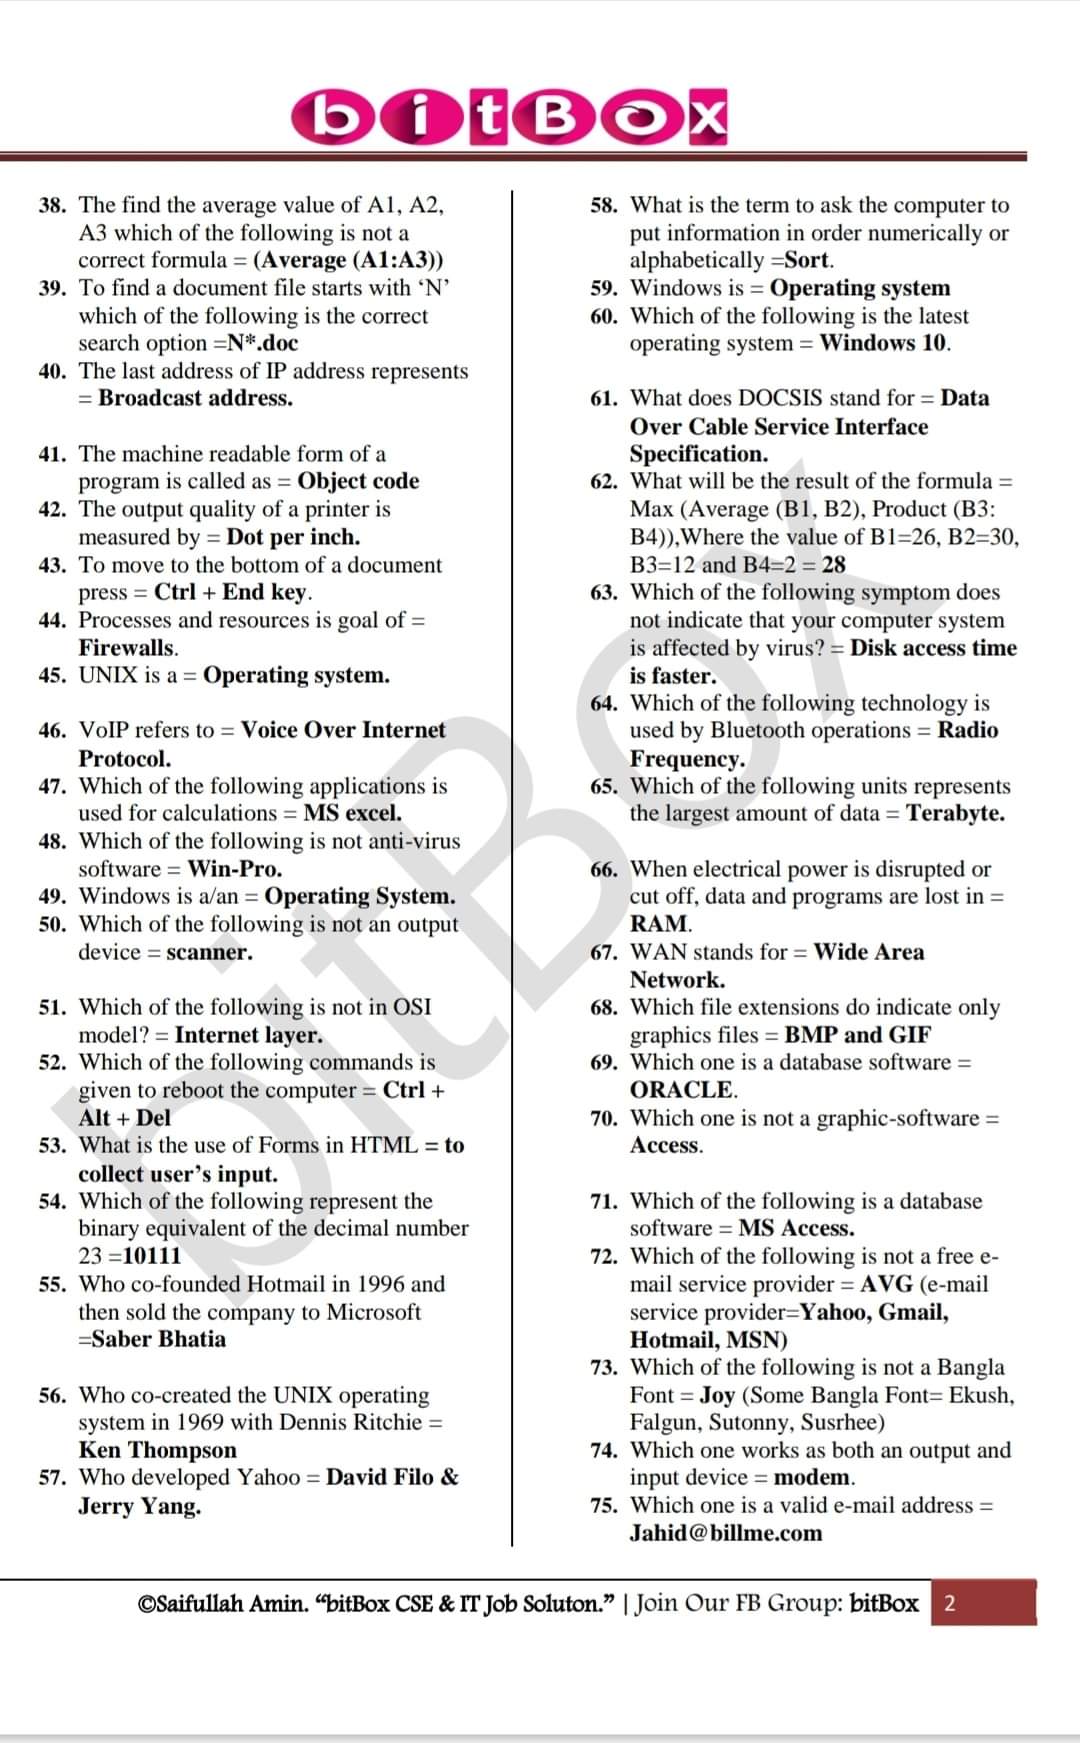 bitBox
38. The find the average value of A1, A2,
A3 which of the following is not a
correct formula = (Average (A1:A3))
39. To find a document file starts with ‘N’
which of the following is the correct
search option =N*.doc
40. The last address of IP address represents
= Broadcast address.
41. The machine readable form of a
program is called as = Object code
42. The output quality of a printer is
measured by = Dot per inch.
43. To move to the bottom of a document
press = Ctrl + End key.
44. Processes and resources is goal of =
Firewalls.
45. UNIX is a = Operating system.
46. VoIP refers to = Voice Over Internet
Protocol.
47. Which of the following applications is
used for calculations = MS excel.
48. Which of the following is not anti-virus
software = Win-Pro.
49. Windows is a/an = Operating System.
50. Which of the following is not an output
device = scanner.
51. Which of the following is not in OSI
model? = Internet layer.
52. Which of the following commands is
given to reboot the computer = Ctrl +
Alt + Del
53. What is the use of Forms in HTML = to
collect user’s input.
54. Which of the following represent the
binary equivalent of the decimal number
23 =10111
55. Who co-founded Hotmail in 1996 and
then sold the company to Microsoft
=Saber Bhatia
56. Who co-created the UNIX operating
system in 1969 with Dennis Ritchie =
Ken Thompson
57. Who developed Yahoo = David Filo &
Jerry Yang.
58. What is the term to ask the computer to
put information in order numerically or
alphabetically =Sort.
59. Windows is = Operating system
60. Which of the following is the latest
operating system = Windows 10.
61. What does DOCSIS stand for = Data
Over Cable Service Interface
Specification.
62. What will be the result of the formula =
Max (Average (B1, B2), Product (B3:
B4)),Where the value of B1=26, B2=30,
B3=12 and B4=2 = 28
63. Which of the following symptom does
not indicate that your computer system
is affected by virus? = Disk access time
is faster.
64. Which of the following technology is
used by Bluetooth operations = Radio
Frequency.
65. Which of the following units represents
the largest amount of data = Terabyte.
66. When electrical power is disrupted or
cut off, data and programs are lost in =
RAM.
67. WAN stands for = Wide Area
Network.
68. Which file extensions do indicate only
graphics files = BMP and GIF
69. Which one is a database software =
ORACLE.
70. Which one is not a graphic-software =
Access.
71. Which of the following is a database
software = MS Access.
72. Which of the following is not a free e-
mail service provider = AVG (e-mail
service provider=Yahoo, Gmail,
Hotmail, MSN)
73. Which of the following is not a Bangla
Font = Joy (Some Bangla Font= Ekush,
Falgun, Sutonny, Susrhee)
74. Which one works as both an output and
input device = modem.
75. Which one is a valid e-mail address =
Jahid@billme.com
bitBox
©Saifullah Amin. “bitBox CSE & IT Job Soluton.” | Join Our FB Group: bitBox 2